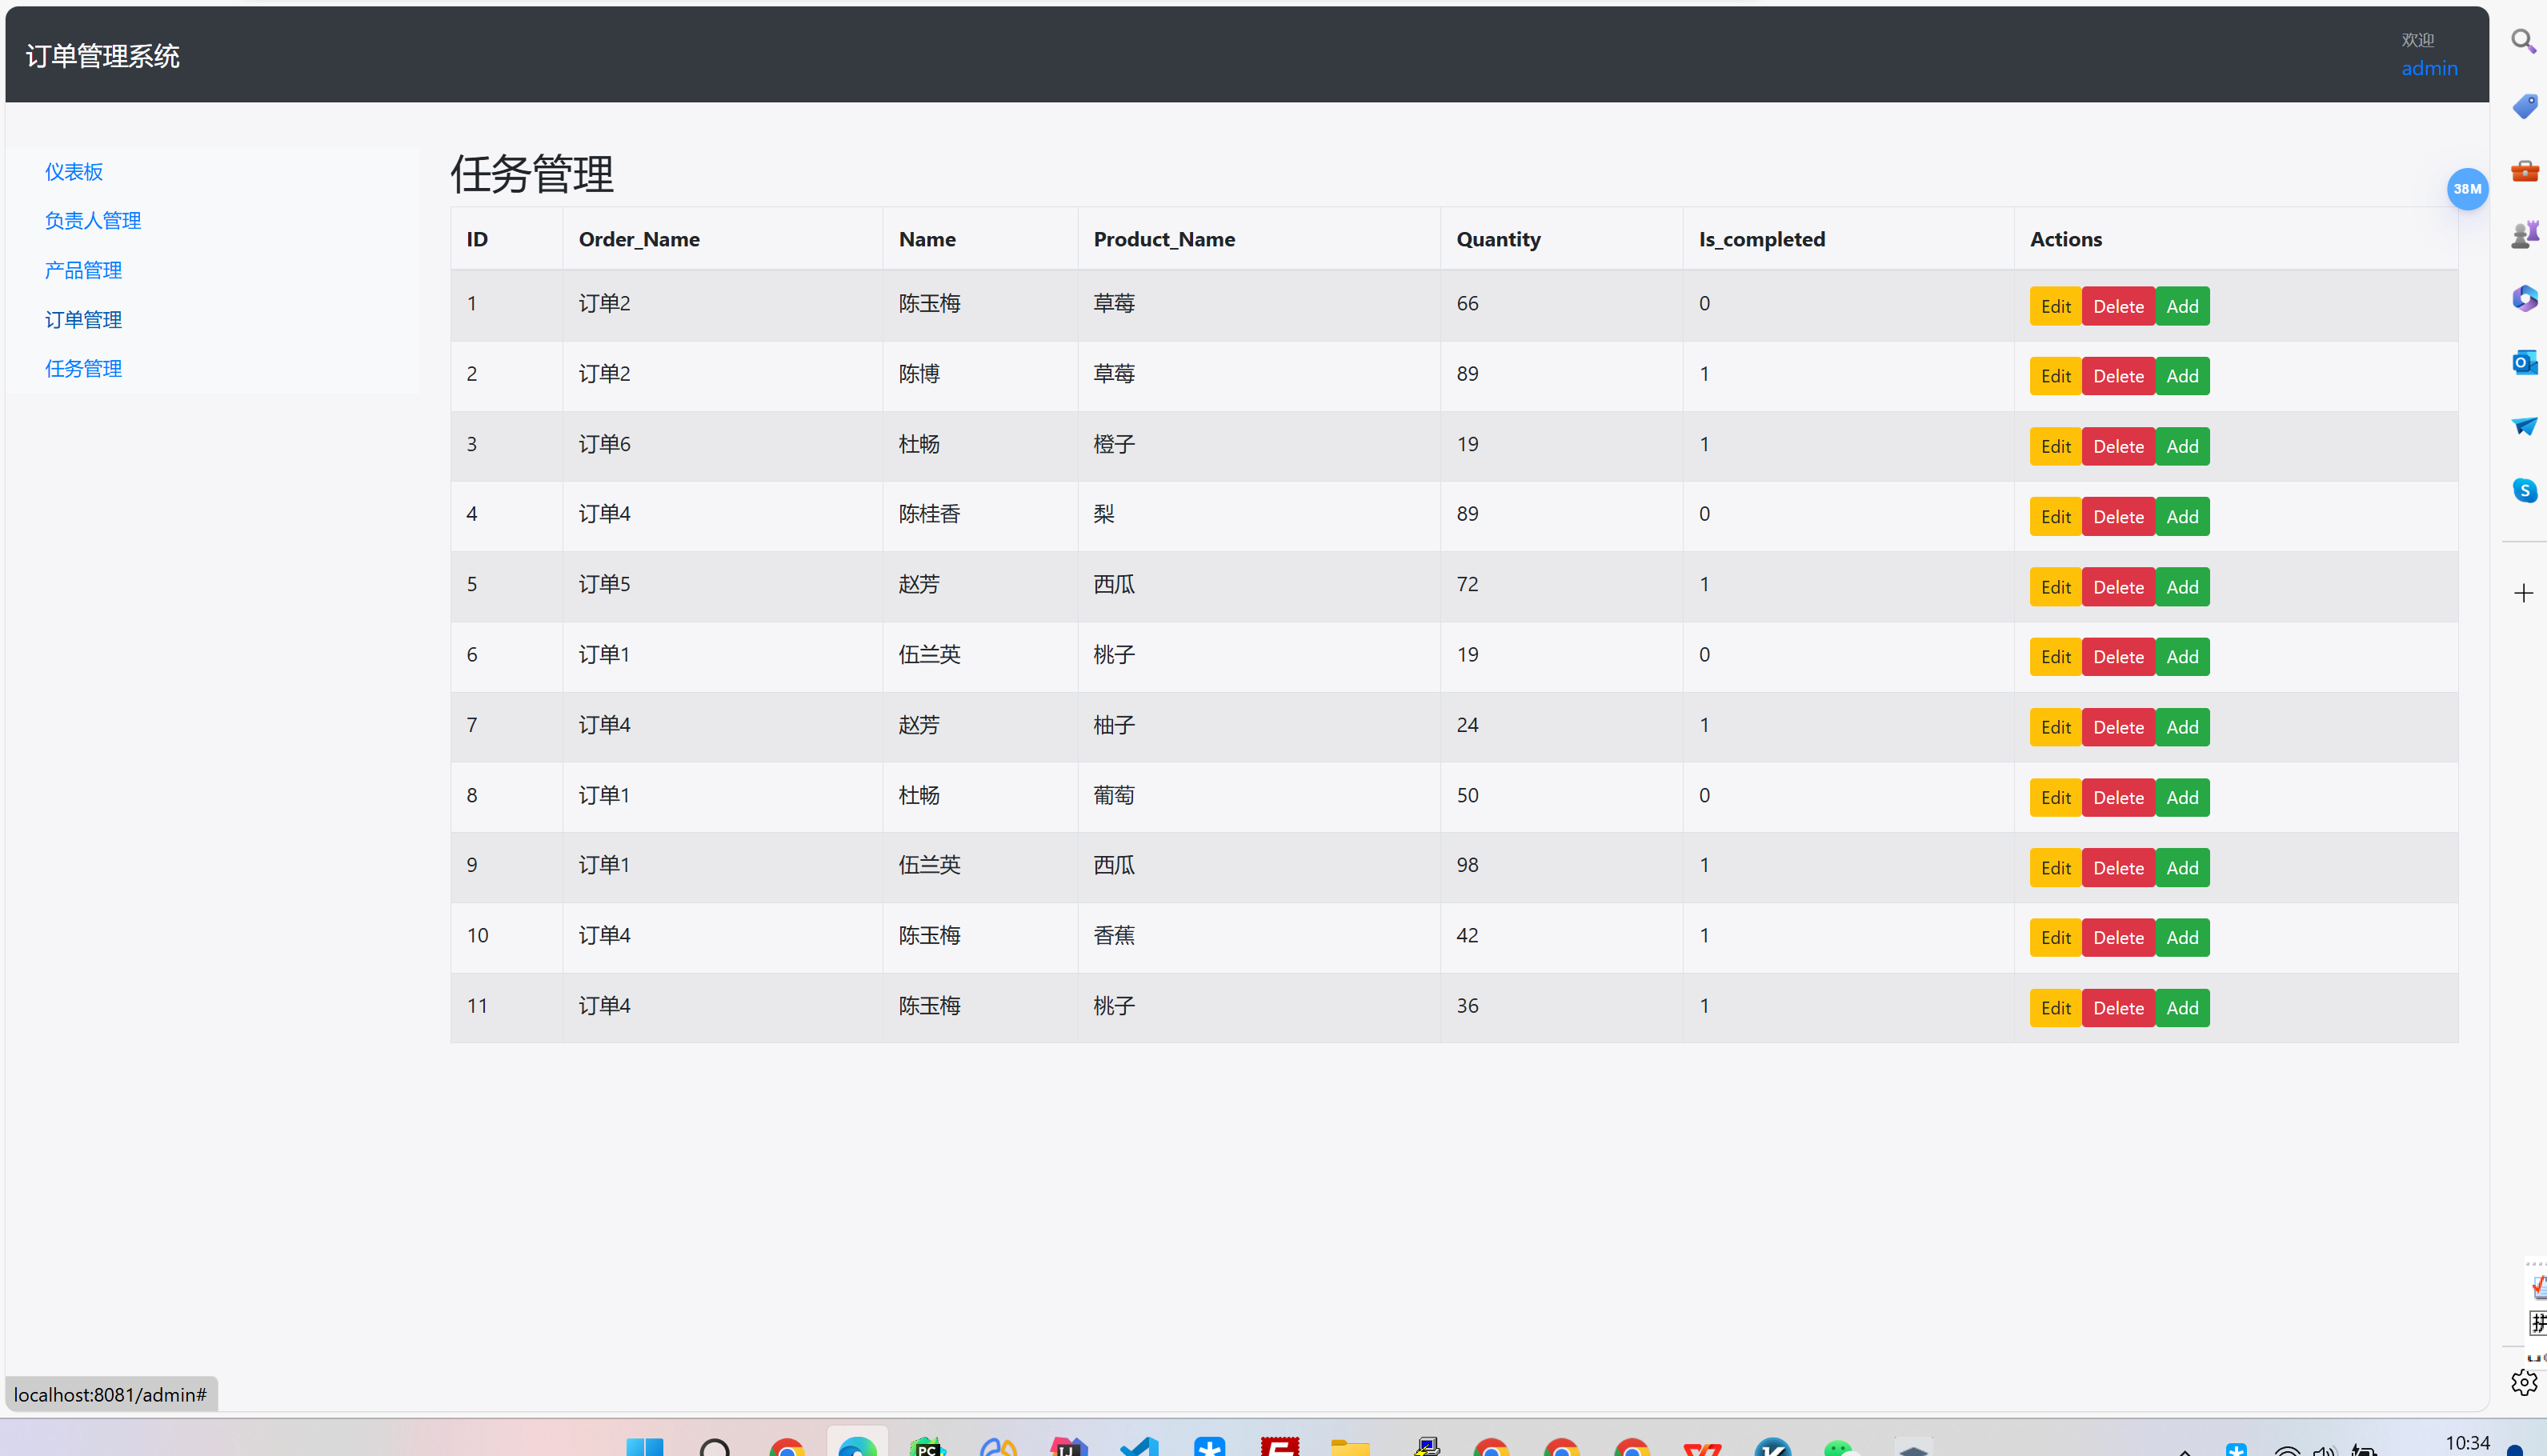 订单管理系统
欢迎
admin
仪表板
负责人管理
产品管理
订单管理
任务管理
任务管理
38M
ID Order_Name Name Product_Name Quantity Is_completed Actions
1 订单2 陈玉梅 草莓 66 0 Edit Delete Add
2 订单2 陈博 草莓 89 1 Edit Delete Add
3 订单6 杜畅 橙子 19 1 Edit Delete Add
4 订单4 陈桂香 梨 89 0 Edit Delete Add
5 订单5 赵芳 西瓜 72 1 Edit Delete Add
6 订单1 伍兰英 桃子 19 0 Edit Delete Add
7 订单4 赵芳 柚子 24 1 Edit Delete Add
8 订单1 杜畅 葡萄 50 0 Edit Delete Add
9 订单1 伍兰英 西瓜 98 1 Edit Delete Add
10 订单4 陈玉梅 香蕉 42 1 Edit Delete Add
11 订单4 陈玉梅 桃子 36 1 Edit Delete Add
拼
localhost:8081/admin#
PC
10:34